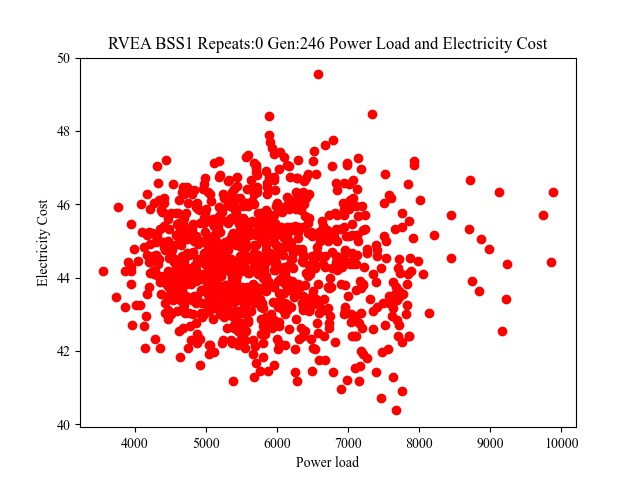 RVEA BSS1 Repeats:0 Gen:246 Power Load and Electricity Cost
50
48
46
44
42
40
Electricity Cost
4000 5000 6000 7000 8000 9000 10000
Power load